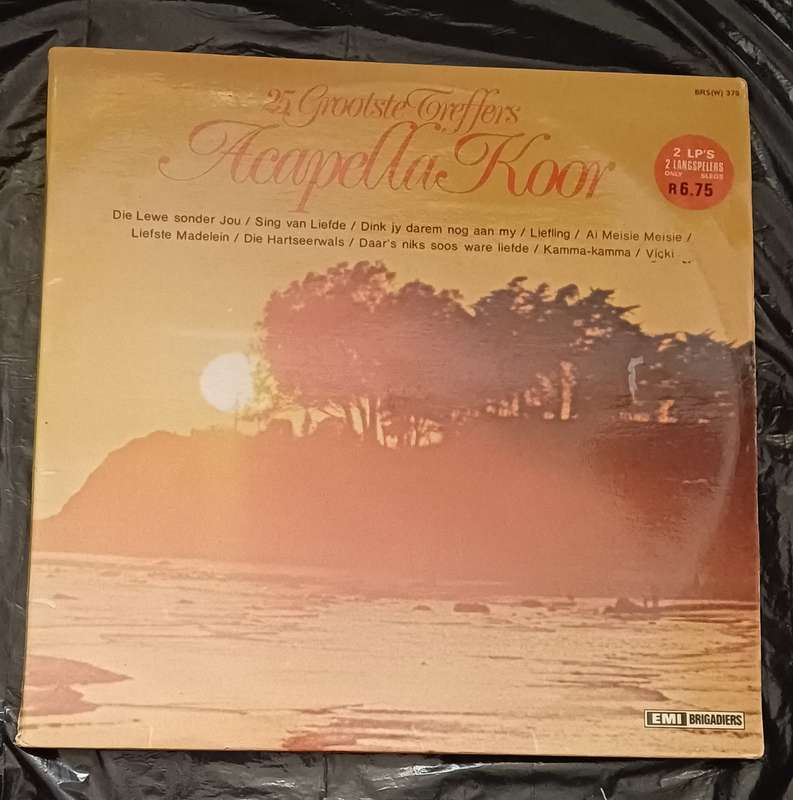 BRS(W) 379
25 Grootste Treffers
Acapella Koor
2 LP'S
2 LANGSPELERS
ONLY SLEGS
R6.75
Die Lewe sonder Jou / Sing van Liefde / Dink jy darem nog aan my / Liefling / Ai Meisie Meisie /
Liefste Madelein / Die Hartseerwals / Daar's niks soos ware liefde / Kamma-kamma / Vicki
EMI BRIGADIERS